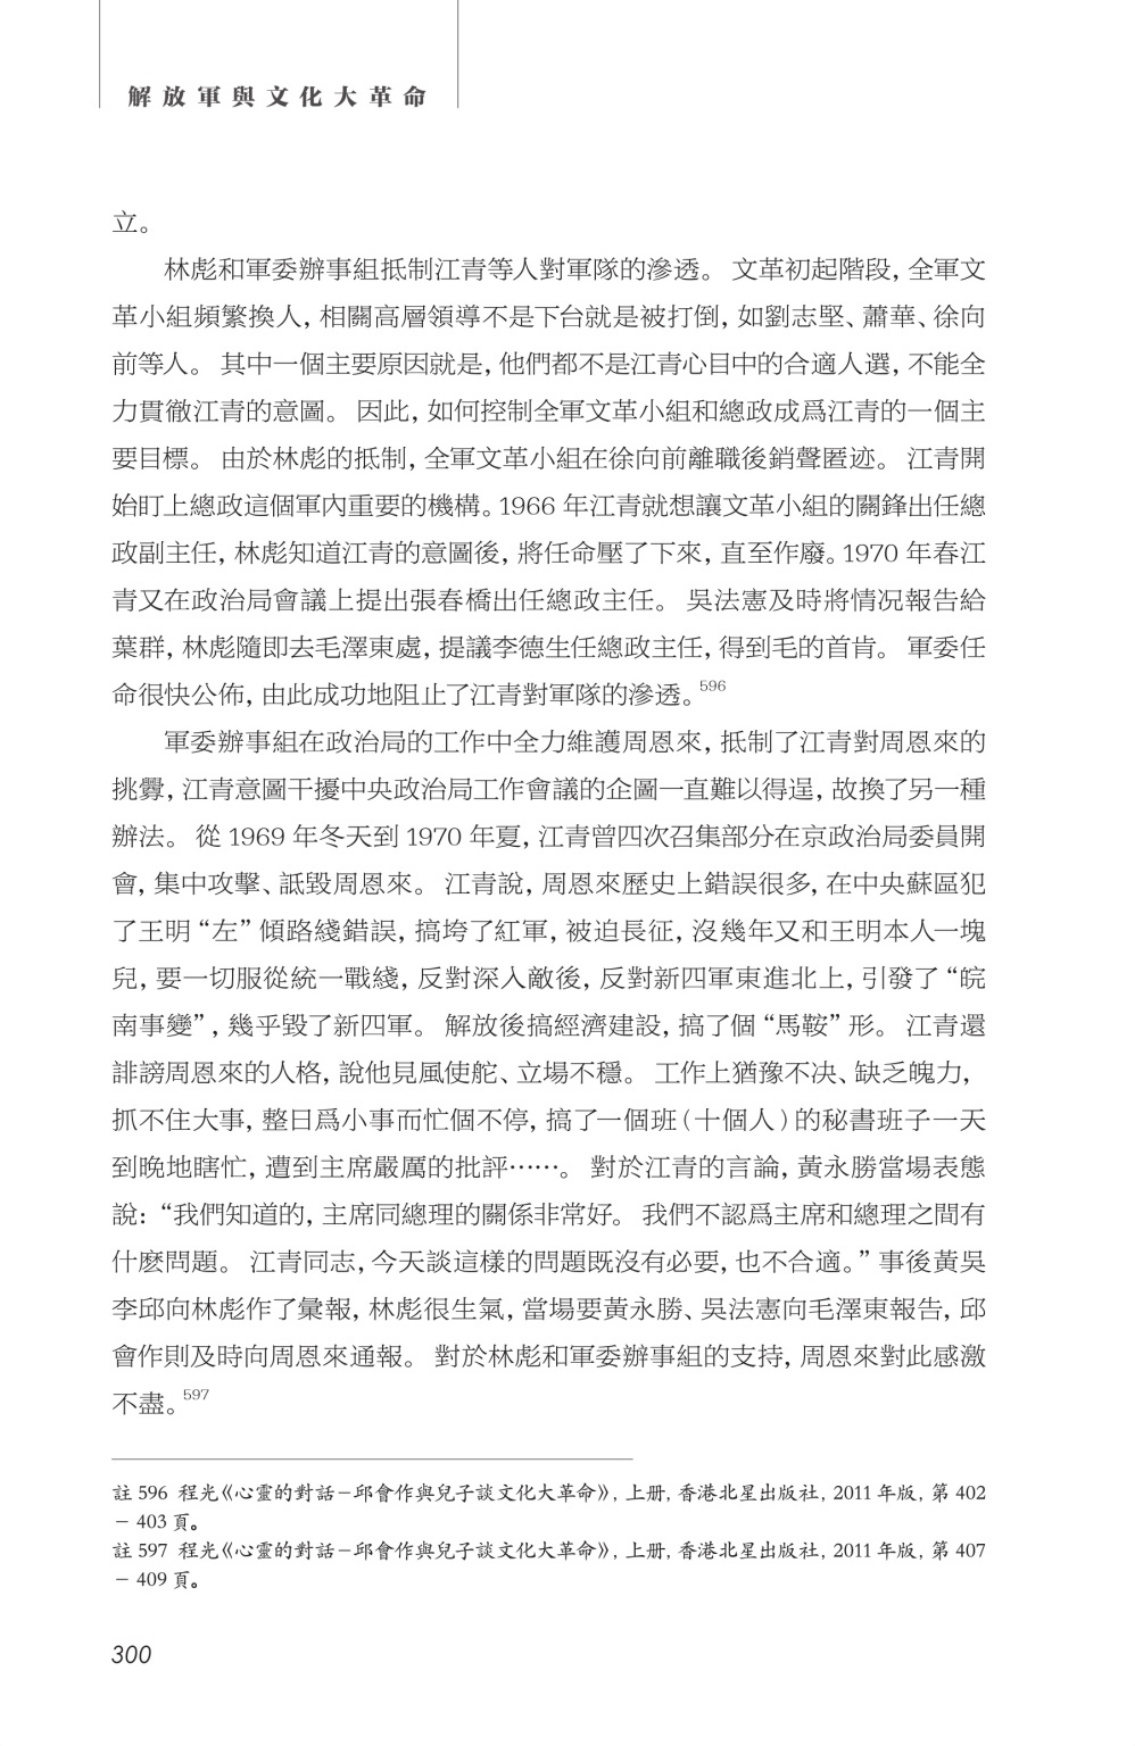 解放軍與文化大革命
立。
林彪和軍委辦事組抵制江青等人對軍隊的滲透。 文革初起階段, 全軍文
革小組頻繁換人, 相關高層領導不是下台就是被打倒, 如劉志堅、蕭華、徐向
前等人。 其中一個主要原因就是, 他們都不是江青心目中的合適人選, 不能全
力貫徹江青的意圖。 因此, 如何控制全軍文革小組和總政成爲江青的一個主
要目標。 由於林彪的抵制, 全軍文革小組在徐向前離職後銷聲匿迹。 江青開
始盯上總政這個軍內重要的機構。1966 年江青就想讓文革小組的關鋒出任總
政副主任, 林彪知道江青的意圖後, 將任命壓了下來, 直至作廢。1970 年春江
青又在政治局會議上提出張春橋出任總政主任。 吳法憲及時將情況報告給
葉群, 林彪隨即去毛澤東處, 提議李德生任總政主任, 得到毛的首肯。 軍委任
命很快公佈, 由此成功地阻止了江青對軍隊的滲透。596
軍委辦事組在政治局的工作中全力維護周恩來, 抵制了江青對周恩來的
挑釁, 江青意圖干擾中央政治局工作會議的企圖一直難以得逞, 故換了另一種
辦法。 從 1969 年冬天到 1970 年夏, 江青曾四次召集部分在京政治局委員開
會, 集中攻擊、詆毀周恩來。 江青說, 周恩來歷史上錯誤很多, 在中央蘇區犯
了王明 “左” 傾路綫錯誤, 搞垮了紅軍, 被迫長征, 沒幾年又和王明本人一塊
兒, 要一切服從統一戰綫, 反對深入敵後, 反對新四軍東進北上, 引發了 “皖
南事變” , 幾乎毀了新四軍。 解放後搞經濟建設, 搞了個 “馬鞍” 形。 江青還
誹謗周恩來的人格, 說他見風使舵、立場不穩。 工作上猶豫不決、缺乏魄力,
抓不住大事, 整日爲小事而忙個不停, 搞了一個班 (十個人) 的秘書班子一天
到晚地瞎忙, 遭到主席嚴厲的批評……。 對於江青的言論, 黃永勝當場表態
說: “我們知道的, 主席同總理的關係非常好。 我們不認爲主席和總理之間有
什麽問題。 江青同志, 今天談這樣的問題既沒有必要, 也不合適。” 事後黃吳
李邱向林彪作了彙報, 林彪很生氣, 當場要黃永勝、吳法憲向毛澤東報告, 邱
會作則及時向周恩來通報。 對於林彪和軍委辦事組的支持, 周恩來對此感激
不盡。597
註 596 程光《心靈的對話–邱會作與兒子談文化大革命》, 上册, 香港北星出版社, 2011 年版, 第 402
– 403 頁。
註 597 程光《心靈的對話–邱會作與兒子談文化大革命》, 上册, 香港北星出版社, 2011 年版, 第 407
– 409 頁。
300